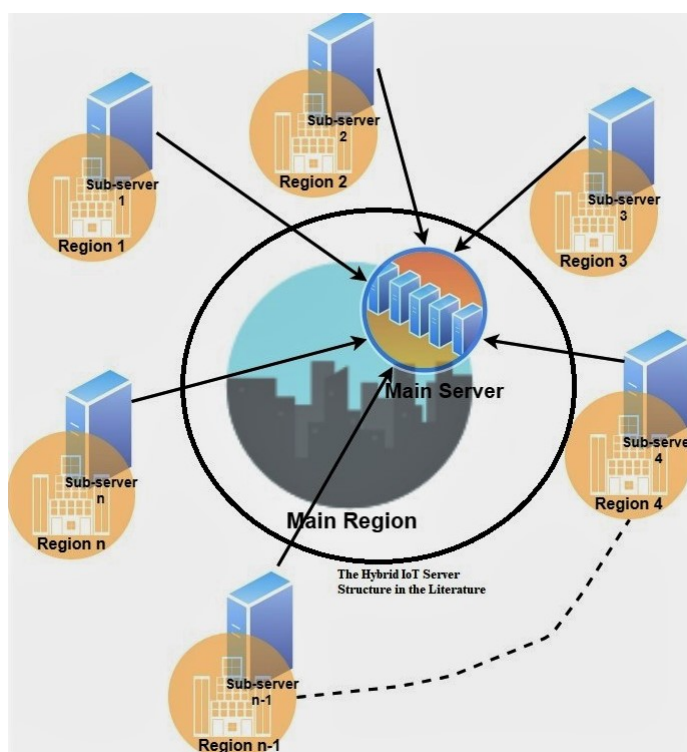 Sub-server
1
Region 1
Sub-server
2
Region 2
Sub-server
3
Region 3
Main Server
Main Region
Sub-server
4
Region 4
Sub-server
n
Region n
The Hybrid IoT Server
Structure in the Literature
Sub-server
n-1
Region n-1